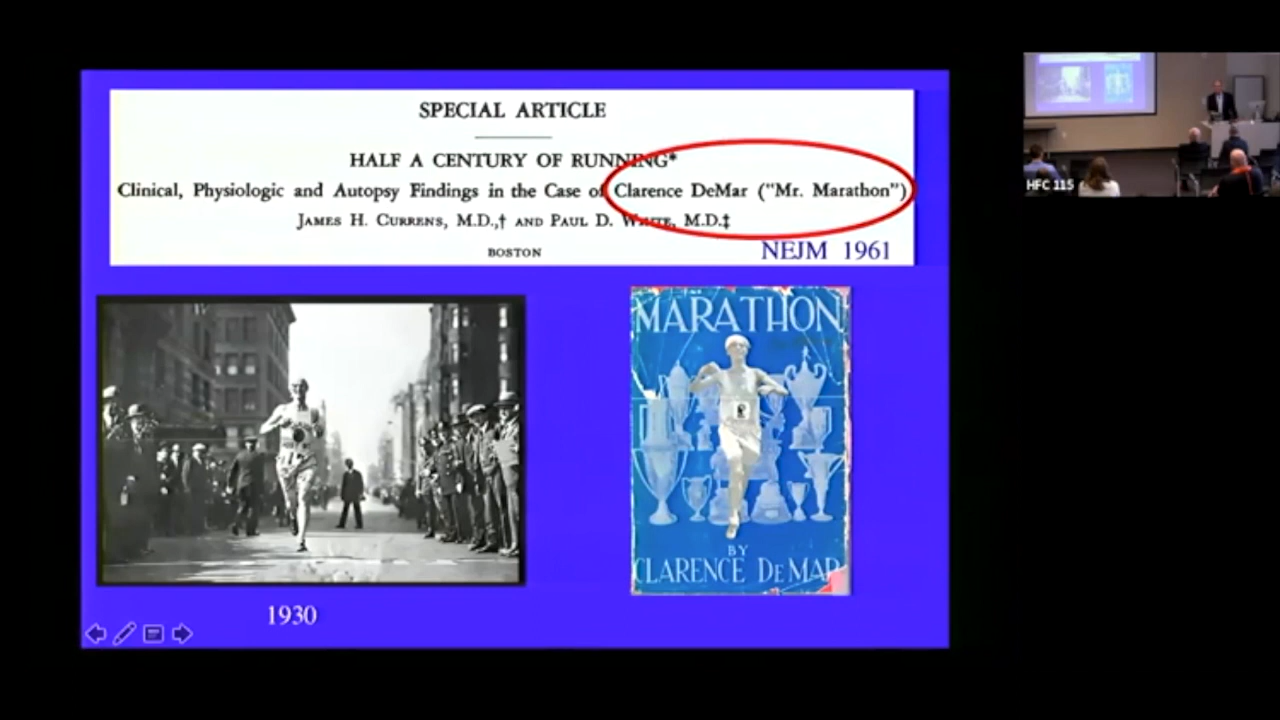 SPECIAL ARTICLE
HALF A CENTURY OF RUNNING*
Clinical, Physiologic and Autopsy Findings in the Case of Clarence DeMar ("Mr. Marathon")
JAMES H. CURRENS, M.D.,† AND PAUL D. WHITE, M.D.‡
BOSTON
NEJM 1961
MARATHON
BY
CLARENCE DEMAR
1930
HFC 115